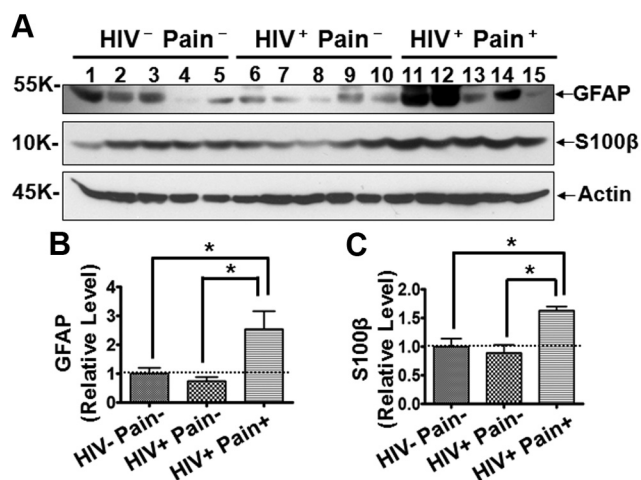 A
HIV⁻ Pain⁻ HIV⁺ Pain⁻ HIV⁺ Pain⁺
1 2 3 4 5 6 7 8 9 10 11 12 13 14 15
55K- GFAP
10K- S100β
45K- Actin
B
GFAP
(Relative Level)
4
3
2
1
0
* *
HIV- Pain-
HIV+ Pain-
HIV+ Pain+
C
S100β
(Relative Level)
2.0
1.5
1.0
0.5
0.0
* *
HIV- Pain-
HIV+ Pain-
HIV+ Pain+